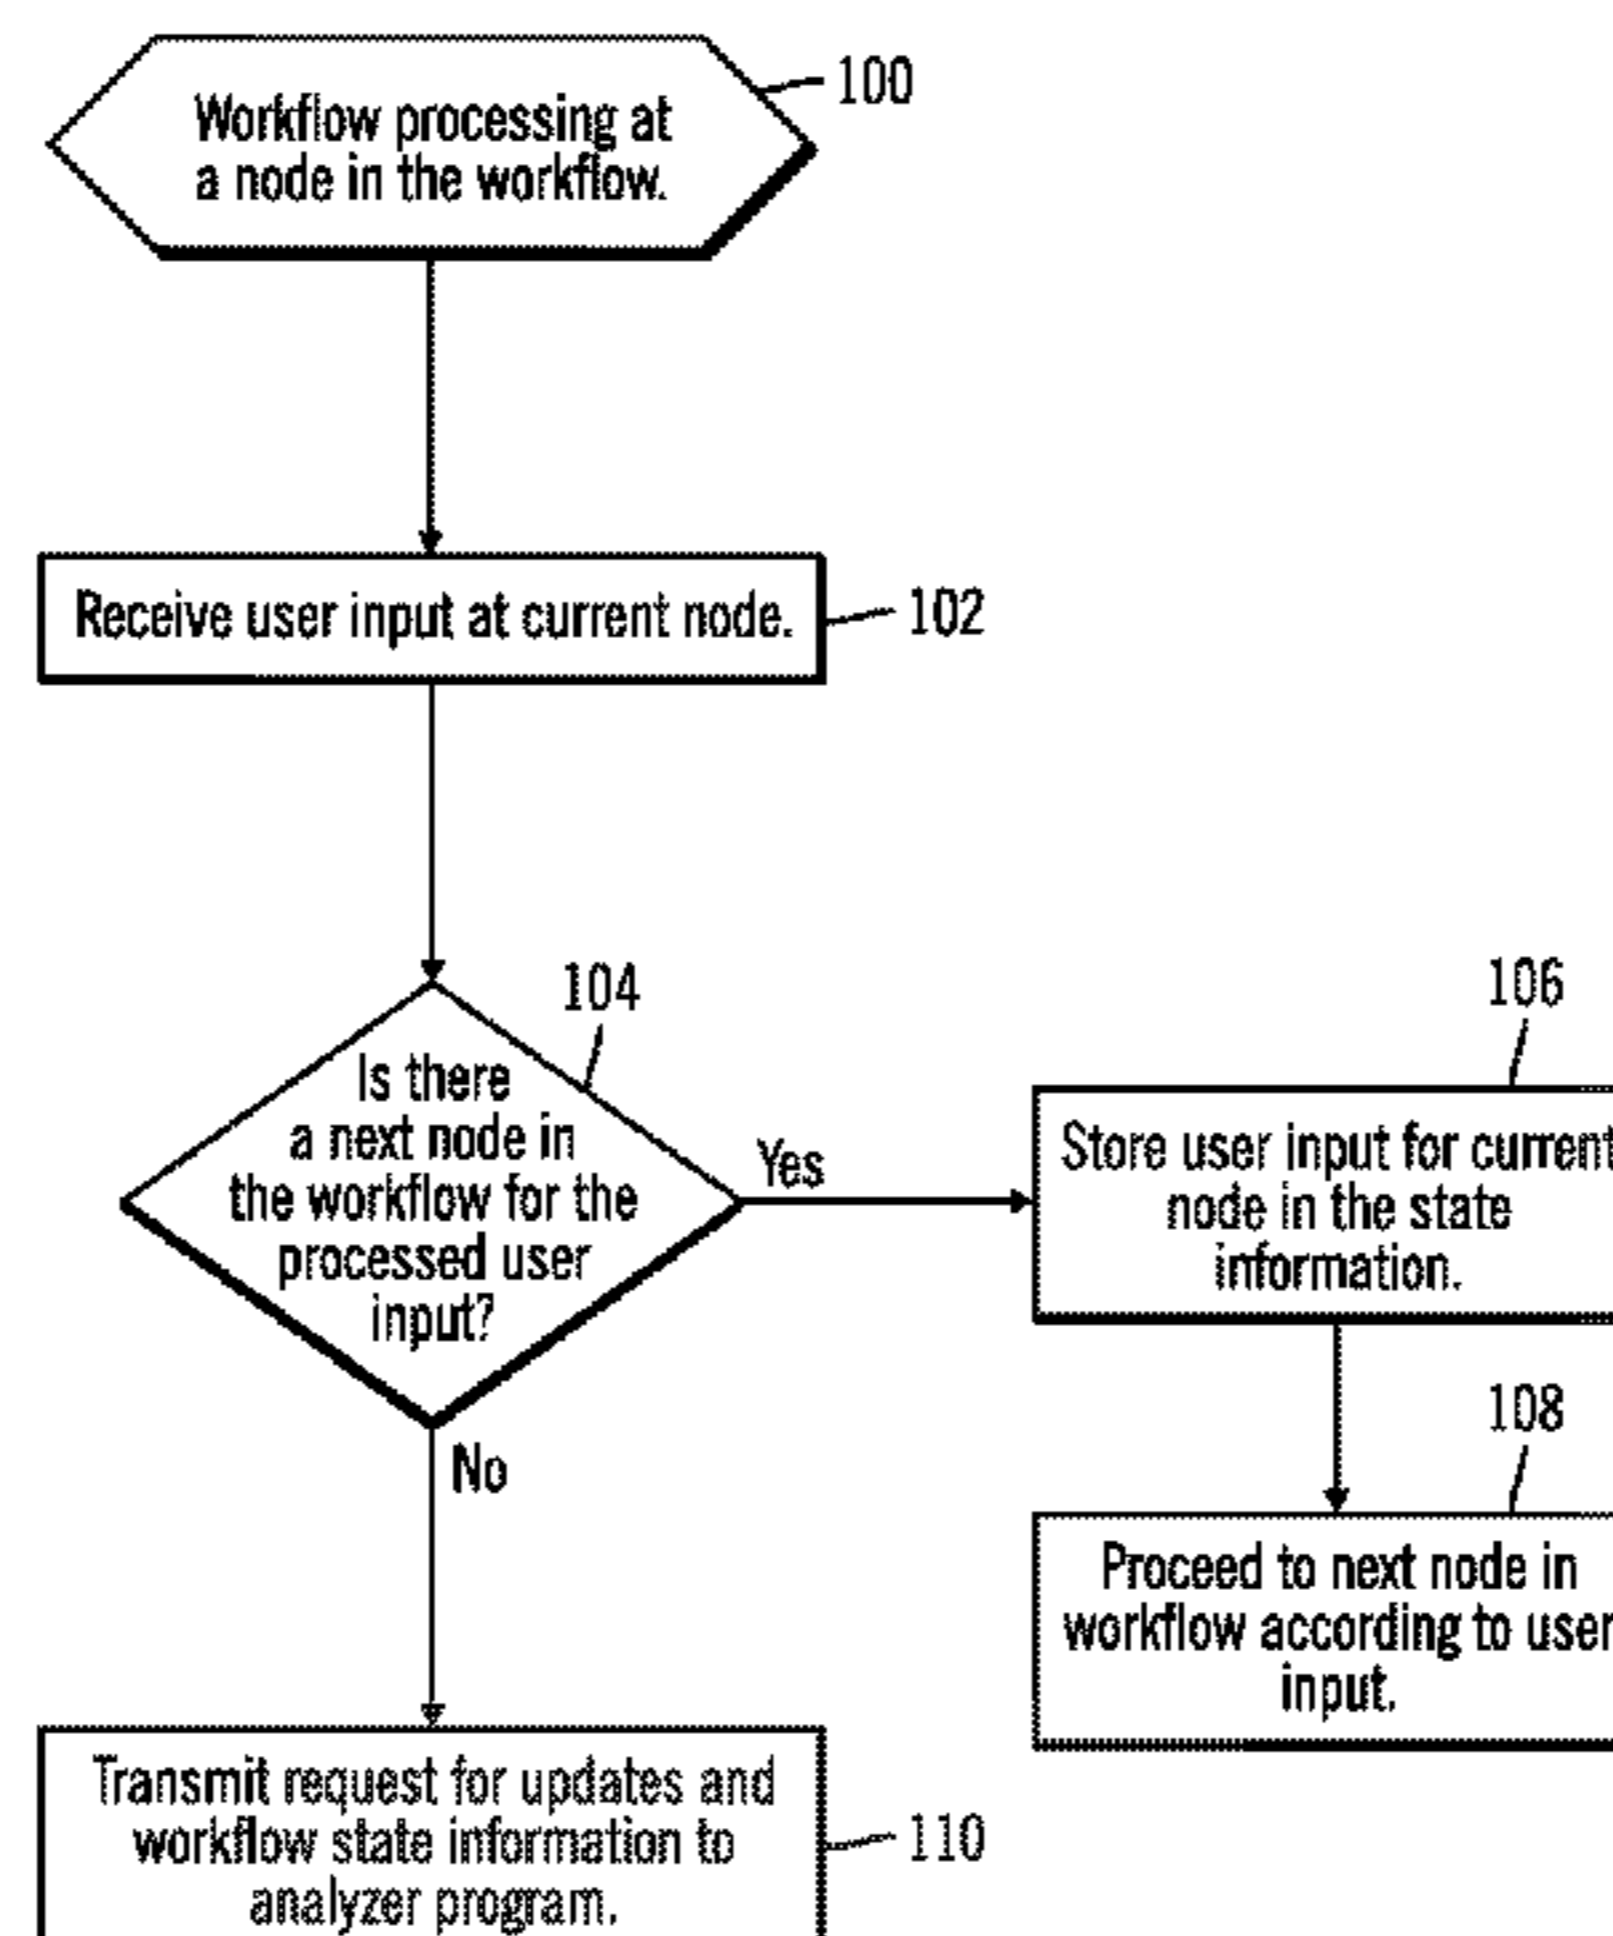 100
Workflow processing at
a node in the workflow.
Receive user input at current node.
102
104
Is there
a next node in
the workflow for the
processed user
input?
Yes
No
106
Store user input for current
node in the state
information.
108
Proceed to next node in
workflow according to user
input.
Transmit request for updates and
workflow state information to
analyzer program.
110